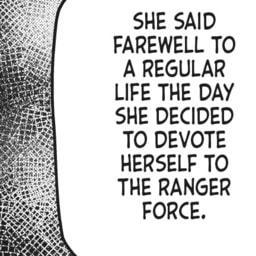 SHE SAID
FAREWELL TO
A REGULAR
LIFE THE DAY
SHE DECIDED
TO DEVOTE
HERSELF TO
THE RANGER
FORCE.